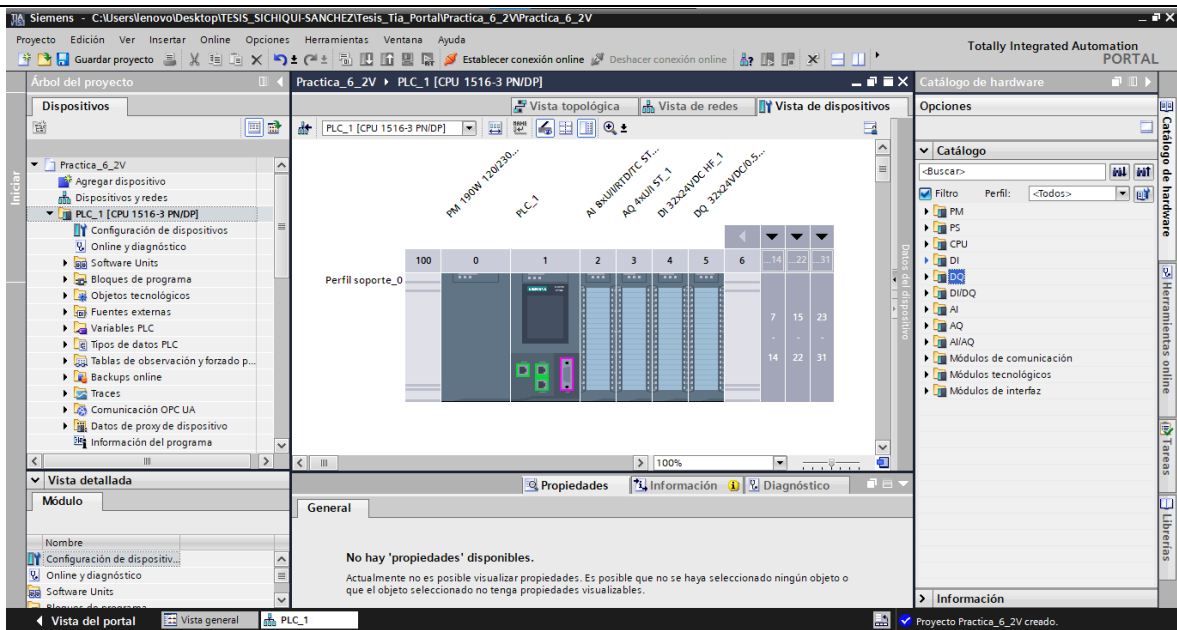 Siemens - C:\Users\lenovo\Desktop\TESIS_SICHIQUI-SANCHEZ\Tesis_Tia_Portal\Practica_6_2V\Practica_6_2V
Proyecto Edición Ver Insertar Online Opciones Herramientas Ventana Ayuda
Totally Integrated Automation
PORTAL
Guardar proyecto Establecer conexión online Deshacer conexión online
Árbol del proyecto
Dispositivos
Practica_6_2V
Agregar dispositivo
Dispositivos y redes
PLC_1 [CPU 1516-3 PN/DP]
Configuración de dispositivos
Online y diagnóstico
Software Units
Bloques de programa
Objetos tecnológicos
Fuentes externas
Variables PLC
Tipos de datos PLC
Tablas de observación y forzado p...
Backups online
Traces
Comunicación OPC UA
Datos de proxy de dispositivo
Información del programa
Vista detallada
Módulo
Nombre
Configuración de dispositiv...
Online y diagnóstico
Software Units
Bloques de programa
Iniciar
Practica_6_2V PLC_1 [CPU 1516-3 PN/DP]
Vista topológica Vista de redes Vista de dispositivos
PLC_1 [CPU 1516-3 PN/DP]
PM 190W 120/230...
PLC_1
AI 8xU/I/RTD/TC ST...
AQ 4xU/I ST_1
DI 32x24VDC HF_1
DQ 32x24VDC/0.5...
100 0 1 2 3 4 5 6 ...14 ...22 ...31
Perfil soporte_0
SIEMENS
7 15 23
- - -
14 22 31
100%
Datos del dispositivo
Propiedades Información Diagnóstico
General
No hay 'propiedades' disponibles.
Actualmente no es posible visualizar propiedades. Es posible que no se haya seleccionado ningún objeto o
que el objeto seleccionado no tenga propiedades visualizables.
Catálogo de hardware
Opciones
Catálogo
<Buscar>
Filtro Perfil: <Todos>
PM
PS
CPU
DI
DQ
DI/DQ
AI
AQ
AI/AQ
Módulos de comunicación
Módulos tecnológicos
Módulos de interfaz
Información
Catálogo de hardware
Herramientas online
Tareas
Librerías
Vista del portal Vista general PLC_1
Proyecto Practica_6_2V creado.